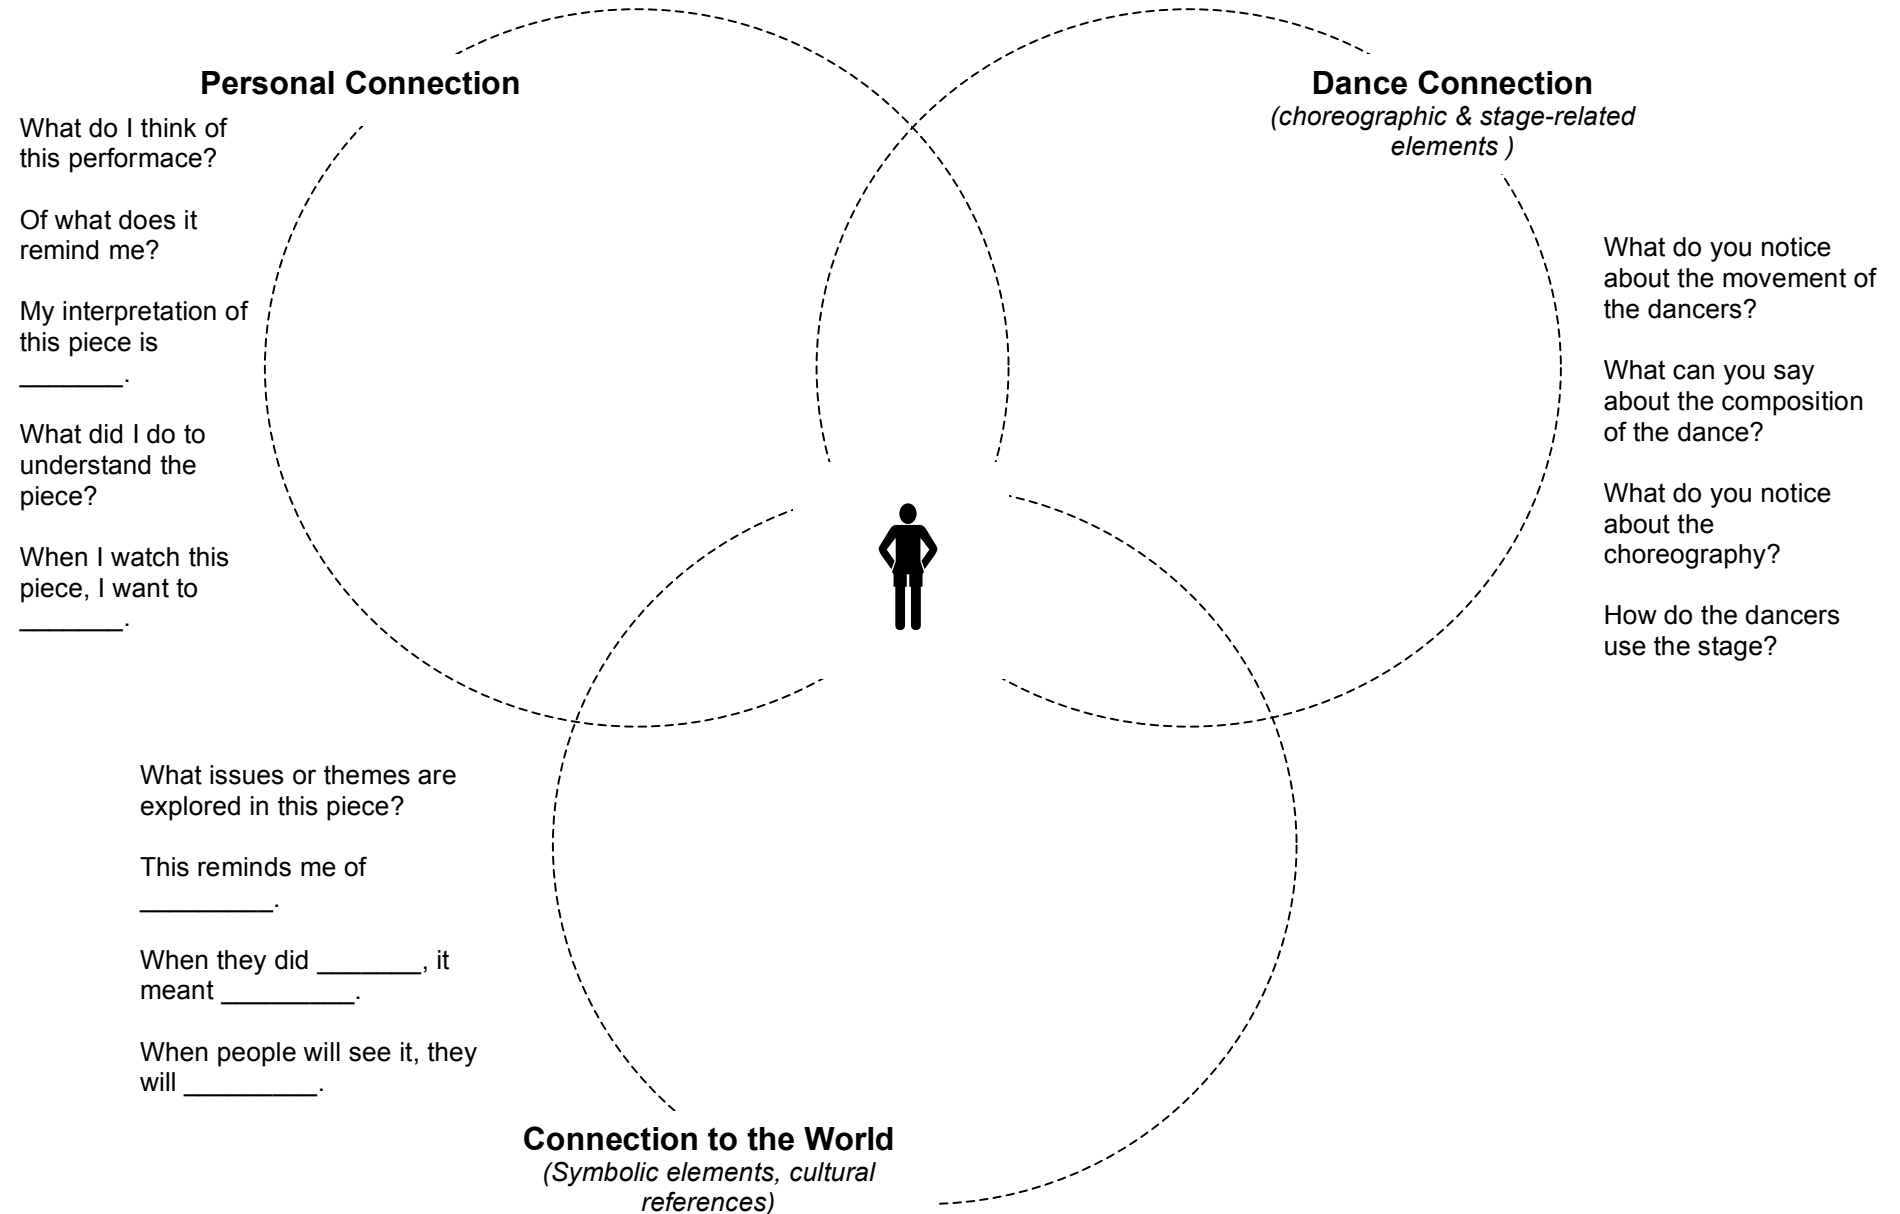 Personal Connection
What do I think of
this performace?
Of what does it
remind me?
My interpretation of
this piece is
_______.
What did I do to
understand the
piece?
When I watch this
piece, I want to
_______.
Dance Connection
(choreographic & stage-related
elements )
What do you notice
about the movement of
the dancers?
What can you say
about the composition
of the dance?
What do you notice
about the
choreography?
How do the dancers
use the stage?
What issues or themes are
explored in this piece?
This reminds me of
_________.
When they did _______, it
meant _________.
When people will see it, they
will _________.
Connection to the World
(Symbolic elements, cultural
references)